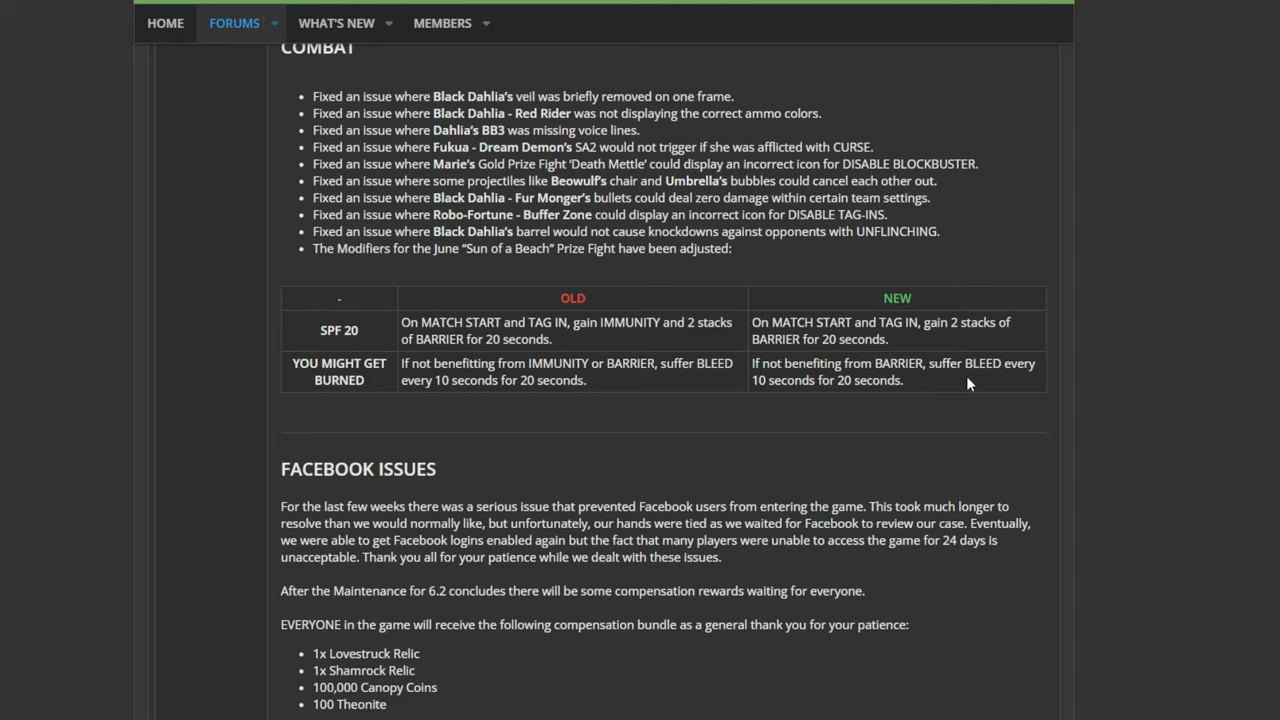 HOME FORUMS WHAT'S NEW MEMBERS
COMBAT
• Fixed an issue where Black Dahlia's veil was briefly removed on one frame.
• Fixed an issue where Black Dahlia - Red Rider was not displaying the correct ammo colors.
• Fixed an issue where Dahlia's BB3 was missing voice lines.
• Fixed an issue where Fukua - Dream Demon's SA2 would not trigger if she was afflicted with CURSE.
• Fixed an issue where Marie's Gold Prize Fight 'Death Mettle' could display an incorrect icon for DISABLE BLOCKBUSTER.
• Fixed an issue where some projectiles like Beowulf's chair and Umbrella's bubbles could cancel each other out.
• Fixed an issue where Black Dahlia - Fur Monger's bullets could deal zero damage within certain team settings.
• Fixed an issue where Robo-Fortune - Buffer Zone could display an incorrect icon for DISABLE TAG-INS.
• Fixed an issue where Black Dahlia's barrel would not cause knockdowns against opponents with UNFLINCHING.
• The Modifiers for the June “Sun of a Beach” Prize Fight have been adjusted:
- OLD NEW
SPF 20
On MATCH START and TAG IN, gain IMMUNITY and 2 stacks
of BARRIER for 20 seconds.
On MATCH START and TAG IN, gain 2 stacks of
BARRIER for 20 seconds.
YOU MIGHT GET
BURNED
If not benefitting from IMMUNITY or BARRIER, suffer BLEED
every 10 seconds for 20 seconds.
If not benefiting from BARRIER, suffer BLEED every
10 seconds for 20 seconds.
FACEBOOK ISSUES
For the last few weeks there was a serious issue that prevented Facebook users from entering the game. This took much longer to
resolve than we would normally like, but unfortunately, our hands were tied as we waited for Facebook to review our case. Eventually,
we were able to get Facebook logins enabled again but the fact that many players were unable to access the game for 24 days is
unacceptable. Thank you all for your patience while we dealt with these issues.
After the Maintenance for 6.2 concludes there will be some compensation rewards waiting for everyone.
EVERYONE in the game will receive the following compensation bundle as a general thank you for your patience:
• 1x Lovestruck Relic
• 1x Shamrock Relic
• 100,000 Canopy Coins
• 100 Theonite